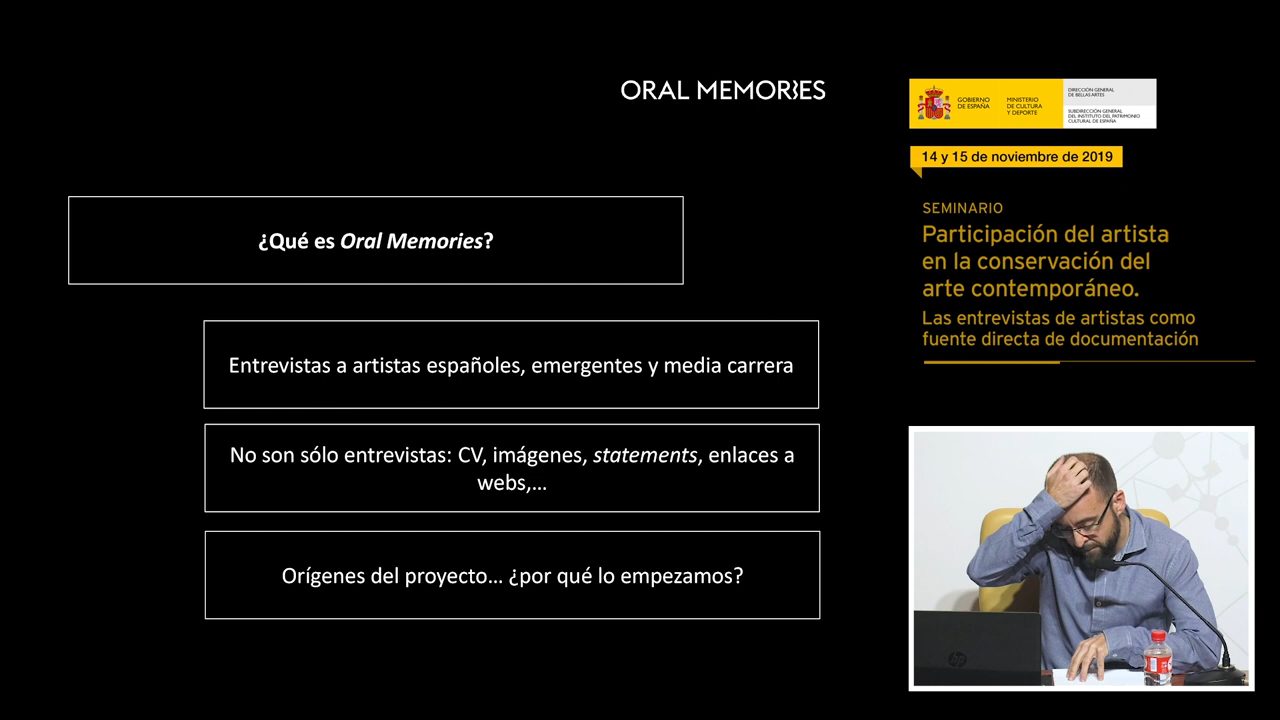 ORAL MEMORIES
¿Qué es Oral Memories?
Entrevistas a artistas españoles, emergentes y media carrera
No son sólo entrevistas: CV, imágenes, statements, enlaces a
webs,...
Orígenes del proyecto... ¿por qué lo empezamos?
GOBIERNO
DE ESPAÑA
MINISTERIO
DE CULTURA
Y DEPORTE
DIRECCIÓN GENERAL
DE BELLAS ARTES
SUBDIRECCIÓN GENERAL
DEL INSTITUTO DEL PATRIMONIO
CULTURAL DE ESPAÑA
14 y 15 de noviembre de 2019
SEMINARIO
Participación del artista
en la conservación del
arte contemporáneo.
Las entrevistas de artistas como
fuente directa de documentación
hp